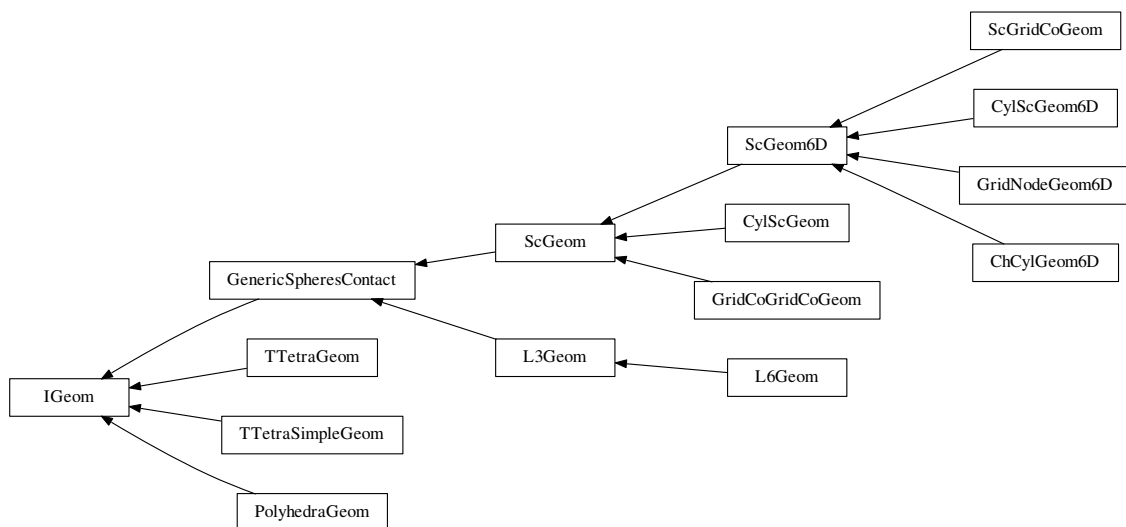 ScGridCoGeom
CylScGeom6D
ScGeom6D
GridNodeGeom6D
CylScGeom
ScGeom
ChCylGeom6D
GenericSpheresContact
GridCoGridCoGeom
TTetraGeom
L3Geom
L6Geom
IGeom
TTetraSimpleGeom
PolyhedraGeom